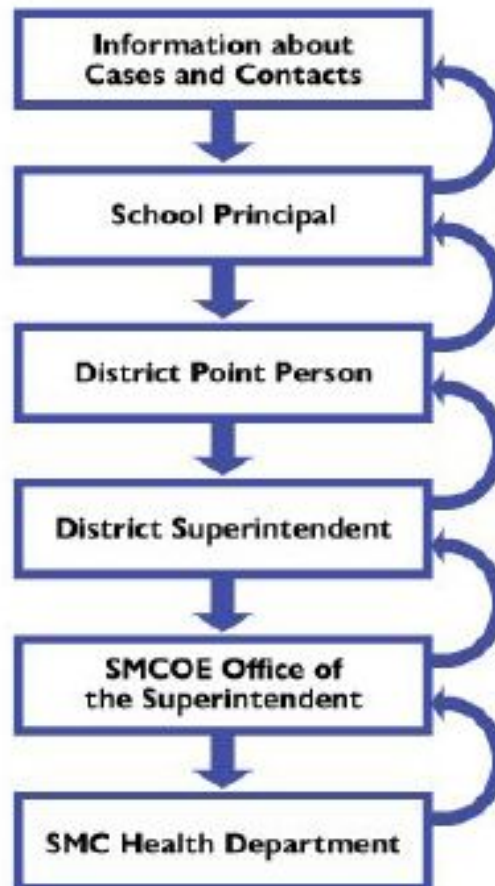 Information about
Cases and Contacts
School Principal
District Point Person
District Superintendent
SMCOE Office of
the Superintendent
SMC Health Department